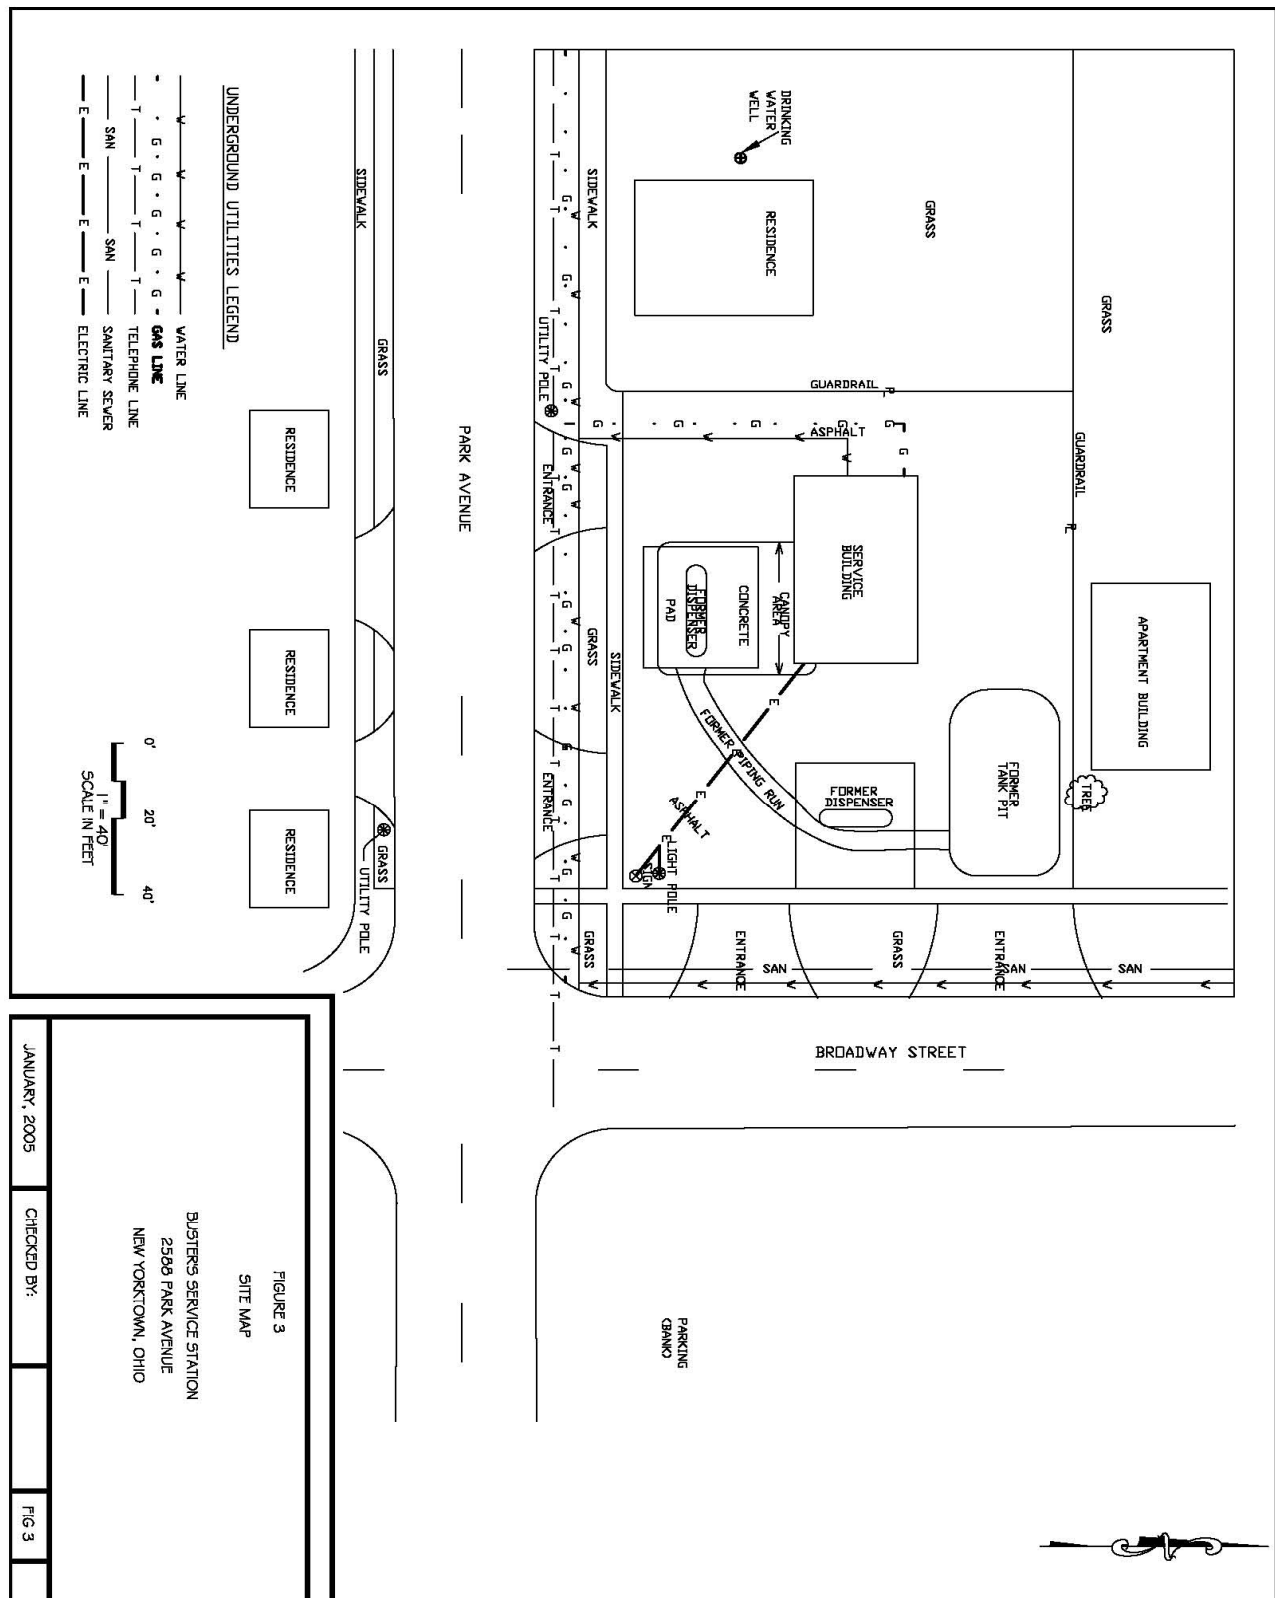 DRINKING
WATER
WELL
RESIDENCE
GRASS
GRASS
SIDEWALK
SIDEWALK
UNDERGROUND UTILITIES LEGEND
W W W W WATER LINE
G G G G G GAS LINE
T T T T TELEPHONE LINE
SAN SAN SANITARY SEWER
E E E E ELECTRIC LINE
GUARDRAIL
PL
GUARDRAIL
PL
UTILITY POLE
GRASS
PARK AVENUE
ASPHALT
ENTRANCE
SERVICE
BUILDING
CANOPY
AREA
CONCRETE
PAD
FORMER
DISPENSER
APARTMENT BUILDING
RESIDENCE
RESIDENCE
RESIDENCE
GRASS
SIDEWALK
FORMER PIPING RUN
FORMER
DISPENSER
FORMER
TANK PIT
TREE
ASPHALT
ENTRANCE
LIGHT POLE
SIGN
GRASS
UTILITY POLE
0' 20' 40'
1" = 40'
SCALE IN FEET
GRASS
ENTRANCE
GRASS
ENTRANCE
SAN
SAN
SAN
BROADWAY STREET
PARKING
(BANK)
FIGURE 3
SITE MAP
BUSTER'S SERVICE STATION
2588 PARK AVENUE
NEW YORKTOWN, OHIO
JANUARY, 2005
CHECKED BY:
FIG 3